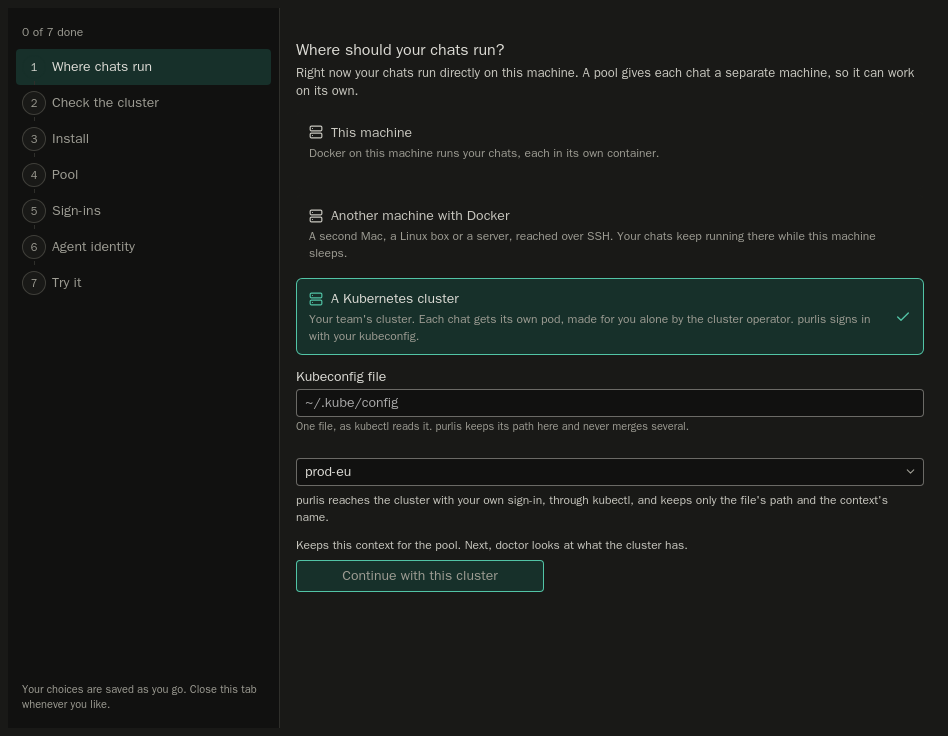 0 of 7 done
1 Where chats run
2 Check the cluster
3 Install
4 Pool
5 Sign-ins
6 Agent identity
7 Try it
Your choices are saved as you go. Close this tab
whenever you like.
Where should your chats run?
Right now your chats run directly on this machine. A pool gives each chat a separate machine, so it can work
on its own.
This machine
Docker on this machine runs your chats, each in its own container.
Another machine with Docker
A second Mac, a Linux box or a server, reached over SSH. Your chats keep running there while this machine
sleeps.
A Kubernetes cluster
Your team's cluster. Each chat gets its own pod, made for you alone by the cluster operator. purlis signs in
with your kubeconfig.
Kubeconfig file
~/.kube/config
One file, as kubectl reads it. purlis keeps its path here and never merges several.
prod-eu
purlis reaches the cluster with your own sign-in, through kubectl, and keeps only the file's path and the context's
name.
Keeps this context for the pool. Next, doctor looks at what the cluster has.
Continue with this cluster